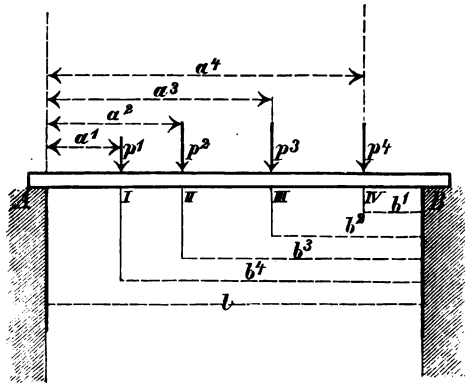 a⁴
a³
a²
a¹
p¹ p² p³ p⁴
A B
I II III IV
b¹
b²
b³
b⁴
l